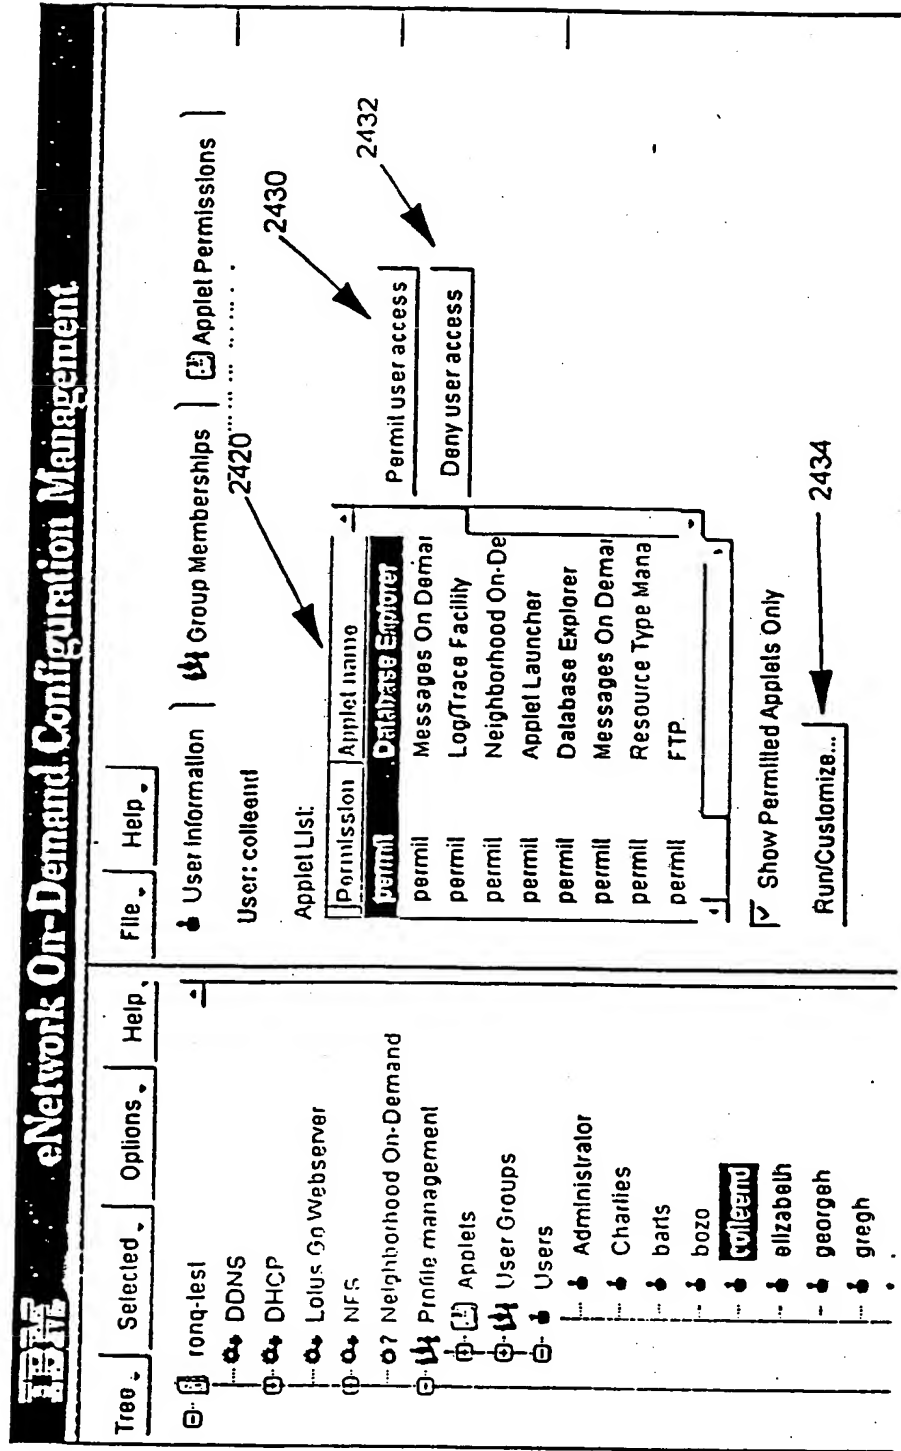 IBM eNetwork On-Demand Configuration Management
Tree Selected Options Help
ronq-test
DDNS
DHCP
Lotus Go Webserver
NFS
Neighborhood On-Demand
Profile management
Applets
User Groups
Users
Administrator
Charlies
barts
bozo
colleend
elizabeth
georgeh
gregh
File Help
User Information Group Memberships Applet Permissions
User: colleend
Applet List:
2420
Permission Applet name
permit Database Explorer
permit Messages On Deman
permit Log/Trace Facility
permit Neighborhood On-De
permit Applet Launcher
permit Database Explorer
permit Messages On Deman
permit Resource Type Mana
permit FTP
Permit user access
2430
Deny user access
2432
Show Permitted Applets Only
Run/Customize...
2434